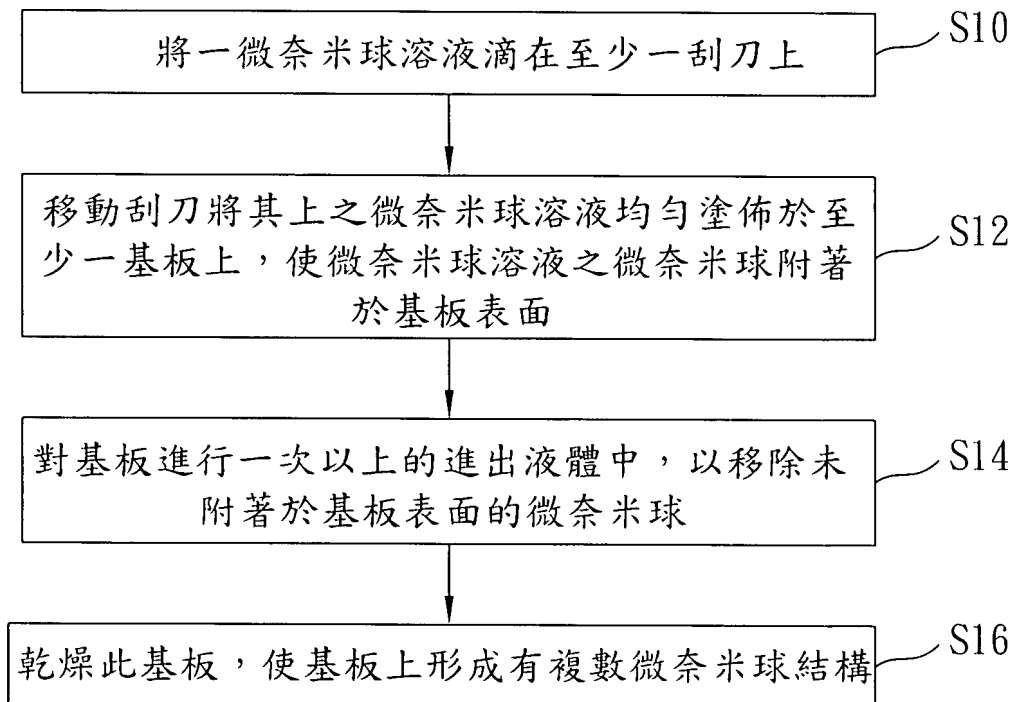 將一微奈米球溶液滴在至少一刮刀上
S10
移動刮刀將其上之微奈米球溶液均勻塗佈於至
少一基板上，使微奈米球溶液之微奈米球附著
於基板表面
S12
對基板進行一次以上的進出液體中，以移除未
附著於基板表面的微奈米球
S14
乾燥此基板，使基板上形成有複數微奈米球結構
S16